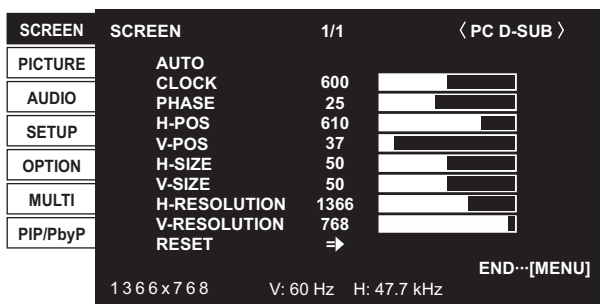 SCREEN
PICTURE
AUDIO
SETUP
OPTION
MULTI
PIP/PbyP
SCREEN 1/1 〈 PC D-SUB 〉
AUTO
CLOCK 600
PHASE 25
H-POS 610
V-POS 37
H-SIZE 50
V-SIZE 50
H-RESOLUTION 1366
V-RESOLUTION 768
RESET ⇒
END···[MENU]
1366x768 V: 60 Hz H: 47.7 kHz